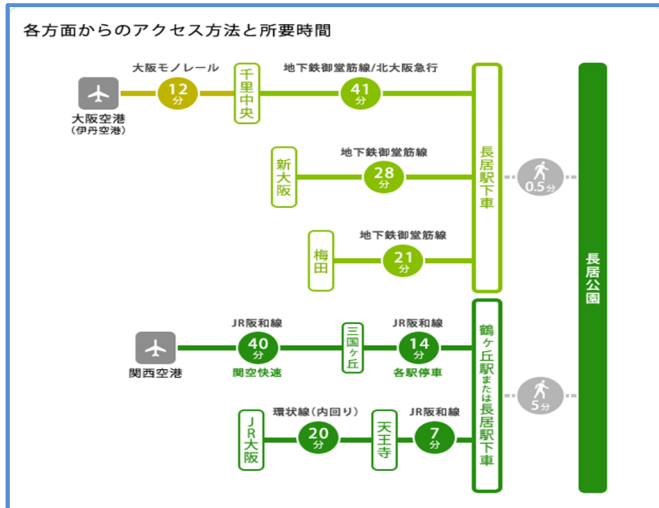 各方面からのアクセス方法と所要時間
大阪モノレール
地下鉄御堂筋線/北大阪急行
12分
千里中央
41分
大阪空港
(伊丹空港)
地下鉄御堂筋線
新大阪
28分
長居駅下車
0.5分
地下鉄御堂筋線
梅田
21分
長居公園
JR阪和線
JR阪和線
40分
三国ヶ丘
14分
関西空港
関空快速
各駅停車
鶴ヶ丘駅または長居駅下車
5分
環状線(内回り)
JR阪和線
JR大阪
20分
天王寺
7分